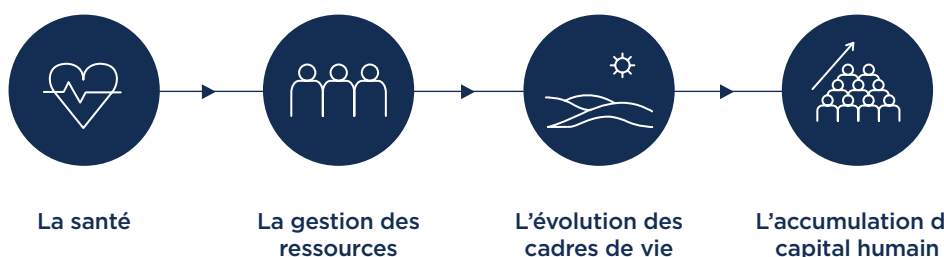 La santé
La gestion des
ressources
L'évolution des
cadres de vie
L'accumulation d
capital humain